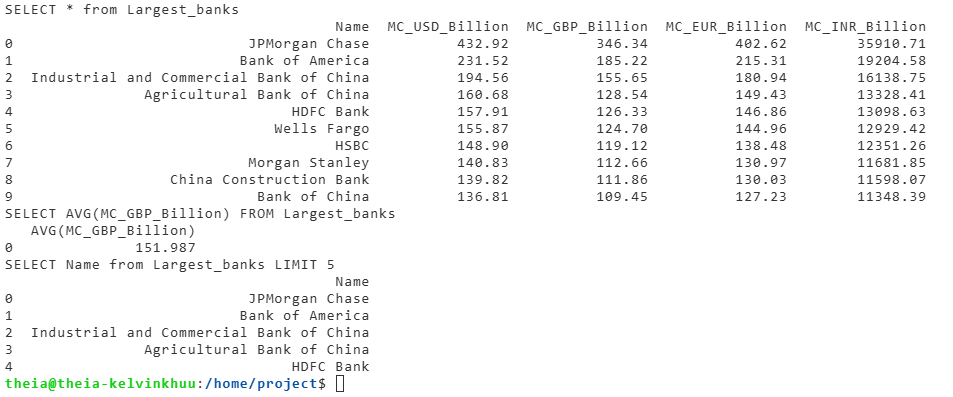 SELECT * from Largest_banks
Name MC_USD_Billion MC_GBP_Billion MC_EUR_Billion MC_INR_Billion
0 JPMorgan Chase 432.92 346.34 402.62 35910.71
1 Bank of America 231.52 185.22 215.31 19204.58
2 Industrial and Commercial Bank of China 194.56 155.65 180.94 16138.75
3 Agricultural Bank of China 160.68 128.54 149.43 13328.41
4 HDFC Bank 157.91 126.33 146.86 13098.63
5 Wells Fargo 155.87 124.70 144.96 12929.42
6 HSBC 148.90 119.12 138.48 12351.26
7 Morgan Stanley 140.83 112.66 130.97 11681.85
8 China Construction Bank 139.82 111.86 130.03 11598.07
9 Bank of China 136.81 109.45 127.23 11348.39
SELECT AVG(MC_GBP_Billion) FROM Largest_banks
AVG(MC_GBP_Billion)
0 151.987
SELECT Name from Largest_banks LIMIT 5
Name
0 JPMorgan Chase
1 Bank of America
2 Industrial and Commercial Bank of China
3 Agricultural Bank of China
4 HDFC Bank
theia@theia-kelvinkhuu:/home/project$